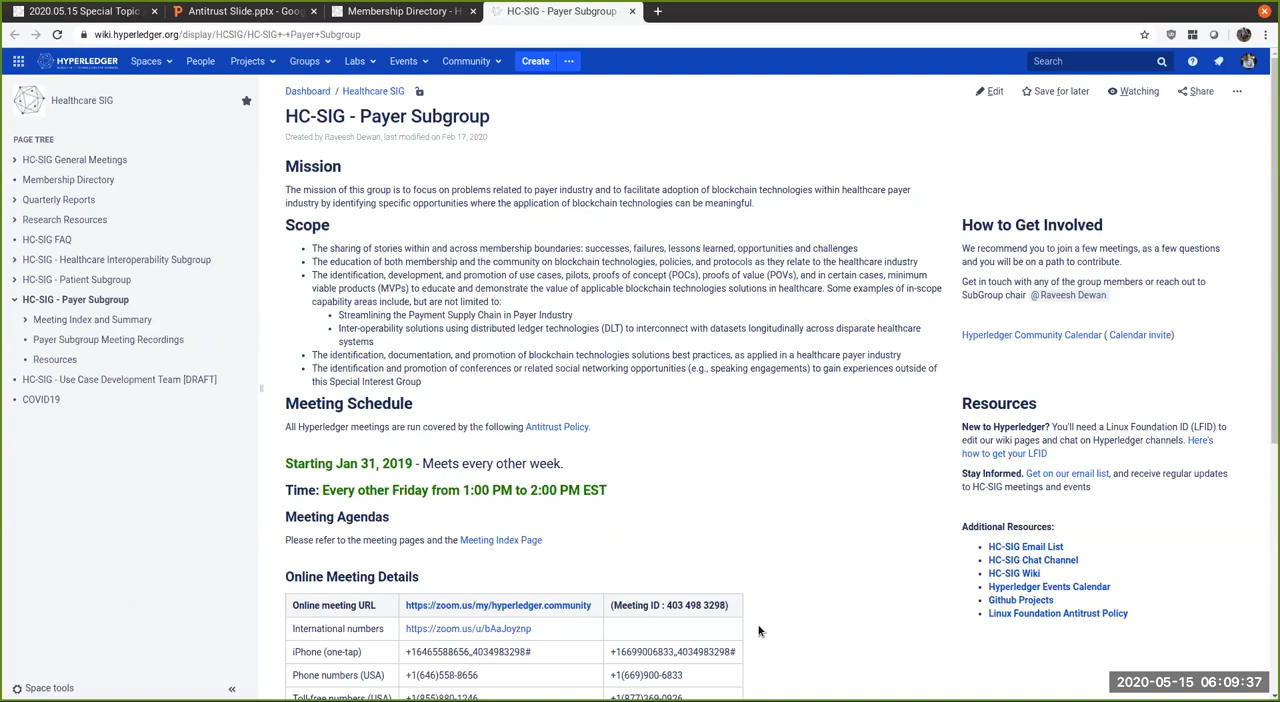 2020.05.15 Special Topic
Antitrust Slide.pptx - Goog
Membership Directory - H
HC-SIG - Payer Subgroup
wiki.hyperledger.org/display/HCSIG/HC-SIG+-+Payer+Subgroup
HYPERLEDGER
Spaces
People
Projects
Groups
Labs
Events
Community
Create
Search
Healthcare SIG
PAGE TREE
HC-SIG General Meetings
Membership Directory
Quarterly Reports
Research Resources
HC-SIG FAQ
HC-SIG - Healthcare Interoperability Subgroup
HC-SIG - Patient Subgroup
HC-SIG - Payer Subgroup
Meeting Index and Summary
Payer Subgroup Meeting Recordings
Resources
HC-SIG - Use Case Development Team [DRAFT]
COVID19
Space tools
Dashboard / Healthcare SIG
Edit
Save for later
Watching
Share
HC-SIG - Payer Subgroup
Created by Raveesh Dewan, last modified on Feb 17, 2020
Mission
The mission of this group is to focus on problems related to payer industry and to facilitate adoption of blockchain technologies within healthcare payer
industry by identifying specific opportunities where the application of blockchain technologies can be meaningful.
Scope
• The sharing of stories within and across membership boundaries: successes, failures, lessons learned, opportunities and challenges
• The education of both membership and the community on blockchain technologies, policies, and protocols as they relate to the healthcare industry
• The identification, development, and promotion of use cases, pilots, proofs of concept (POCs), proofs of value (POVs), and in certain cases, minimum
viable products (MVPs) to educate and demonstrate the value of applicable blockchain technologies solutions in healthcare. Some examples of in-scope
capability areas include, but are not limited to:
• Streamlining the Payment Supply Chain in Payer Industry
• Inter-operability solutions using distributed ledger technologies (DLT) to interconnect with datasets longitudinally across disparate healthcare
systems
• The identification, documentation, and promotion of blockchain technologies solutions best practices, as applied in a healthcare payer industry
• The identification and promotion of conferences or related social networking opportunities (e.g., speaking engagements) to gain experiences outside of
this Special Interest Group
Meeting Schedule
All Hyperledger meetings are run covered by the following Antitrust Policy.
Starting Jan 31, 2019 - Meets every other week.
Time: Every other Friday from 1:00 PM to 2:00 PM EST
Meeting Agendas
Please refer to the meeting pages and the Meeting Index Page
Online Meeting Details
Online meeting URL https://zoom.us/my/hyperledger.community (Meeting ID : 403 498 3298)
International numbers https://zoom.us/u/bAaJoyznp
iPhone (one-tap) +16465588656,,4034983298# +16699006833,,4034983298#
Phone numbers (USA) +1(646)558-8656 +1(669)900-6833
Toll-free numbers (USA) +1(855)880-1246 +1(877)369-0926
How to Get Involved
We recommend you to join a few meetings, as a few questions
and you will be on a path to contribute.
Get in touch with any of the group members or reach out to
SubGroup chair @Raveesh Dewan
Hyperledger Community Calendar ( Calendar invite)
Resources
New to Hyperledger? You'll need a Linux Foundation ID (LFID) to
edit our wiki pages and chat on Hyperledger channels. Here's
how to get your LFID
Stay Informed. Get on our email list, and receive regular updates
to HC-SIG meetings and events
Additional Resources:
• HC-SIG Email List
• HC-SIG Chat Channel
• HC-SIG Wiki
• Hyperledger Events Calendar
• Github Projects
• Linux Foundation Antitrust Policy
2020-05-15 06:09:37